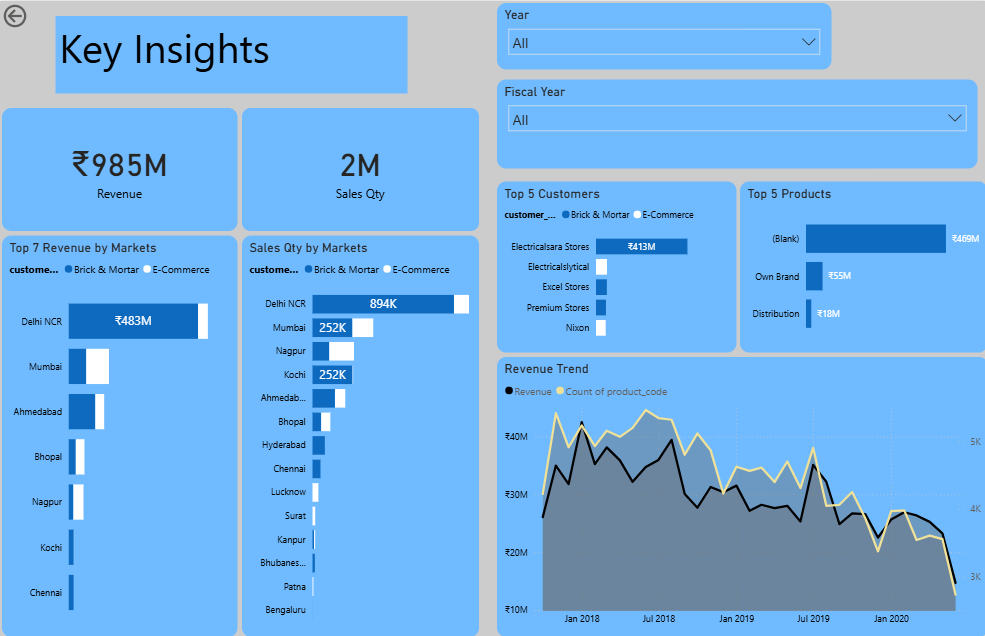 Key Insights
Year
All
Fiscal Year
All
₹985M
Revenue
2M
Sales Qty
Top 7 Revenue by Markets
custome... Brick & Mortar E-Commerce
Delhi NCR ₹483M
Mumbai
Ahmedabad
Bhopal
Nagpur
Kochi
Chennai
Sales Qty by Markets
custome... Brick & Mortar E-Commerce
Delhi NCR 894K
Mumbai 252K
Nagpur
Kochi 252K
Ahmedab...
Bhopal
Hyderabad
Chennai
Lucknow
Surat
Kanpur
Bhubanes...
Patna
Bengaluru
Top 5 Customers
customer_... Brick & Mortar E-Commerce
Electricalsara Stores ₹413M
Electricalslytical
Excel Stores
Premium Stores
Nixon
Top 5 Products
(Blank) ₹469M
Own Brand ₹55M
Distribution ₹18M
Revenue Trend
Revenue Count of product_code
₹40M 5K
₹30M 4K
₹20M 3K
₹10M
Jan 2018 Jul 2018 Jan 2019 Jul 2019 Jan 2020